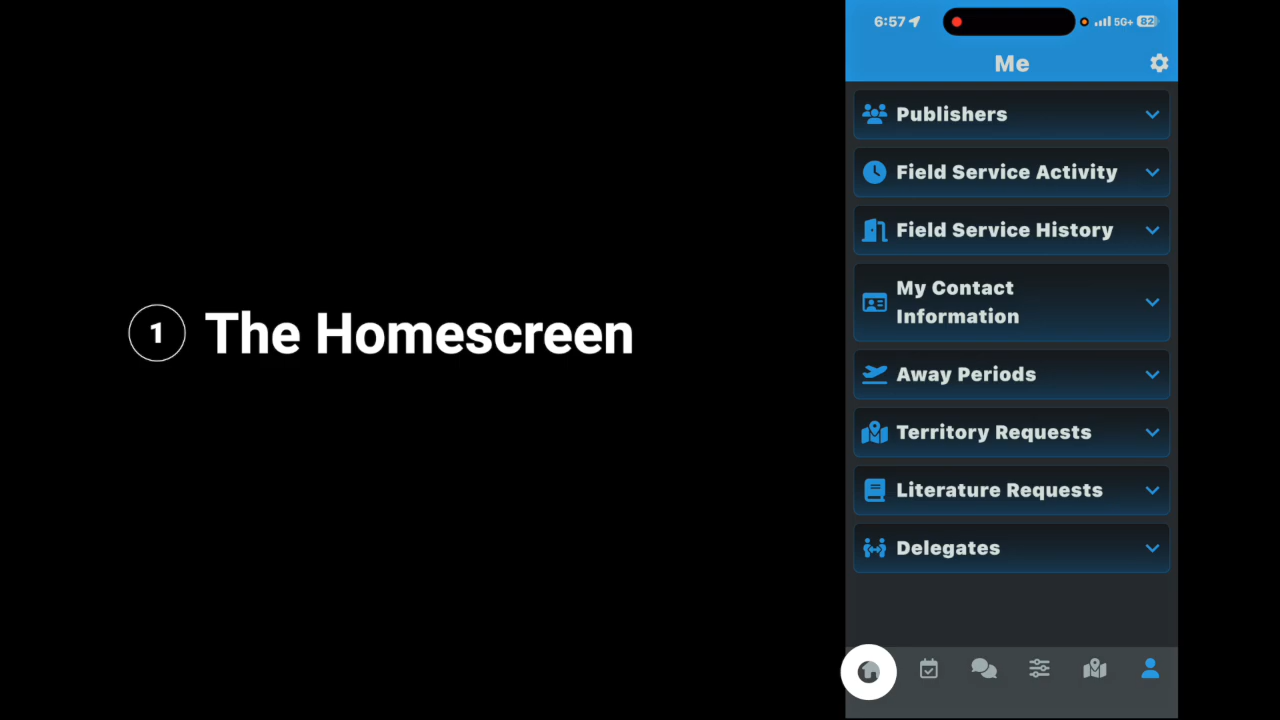 1 The Homescreen
6:57
5G+ 82
Me
Publishers
Field Service Activity
Field Service History
My Contact
Information
Away Periods
Territory Requests
Literature Requests
Delegates